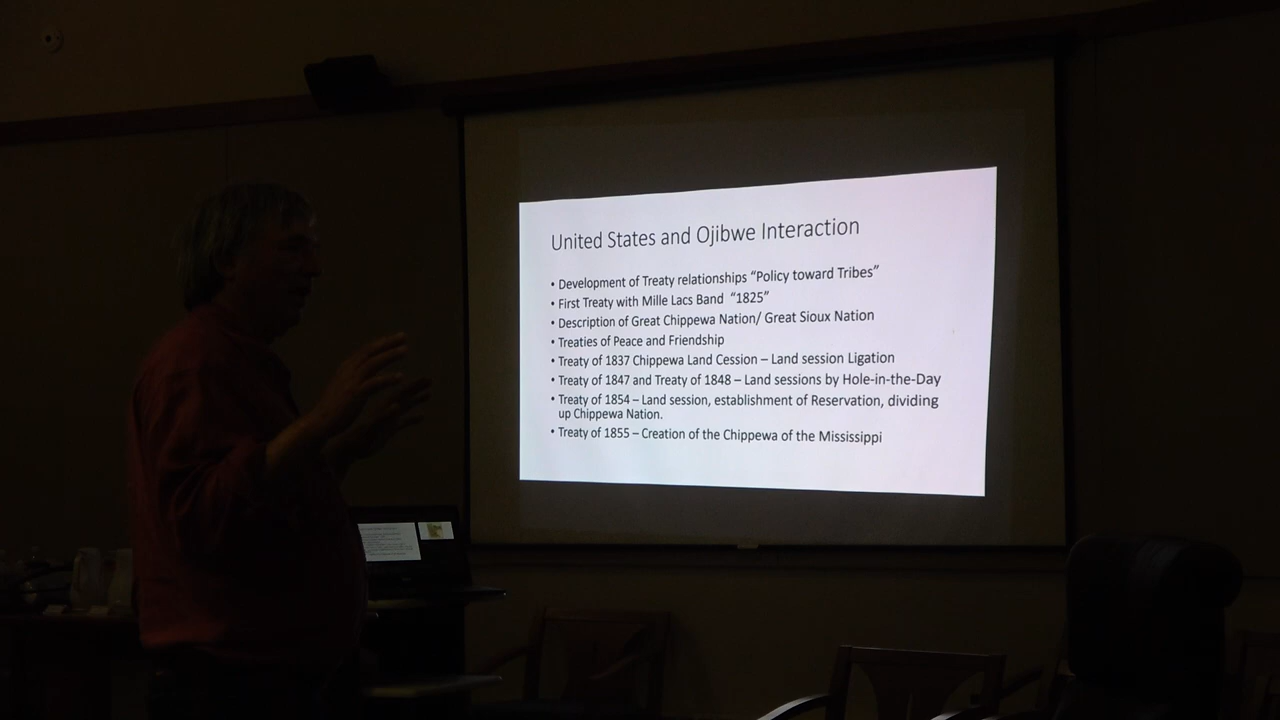 United States and Ojibwe Interaction
• Development of Treaty relationships “Policy toward Tribes”
• First Treaty with Mille Lacs Band “1825”
• Description of Great Chippewa Nation/ Great Sioux Nation
• Treaties of Peace and Friendship
• Treaty of 1837 Chippewa Land Cession – Land session Ligation
• Treaty of 1847 and Treaty of 1848 – Land sessions by Hole-in-the-Day
• Treaty of 1854 – Land session, establishment of Reservation, dividing
up Chippewa Nation.
• Treaty of 1855 – Creation of the Chippewa of the Mississippi